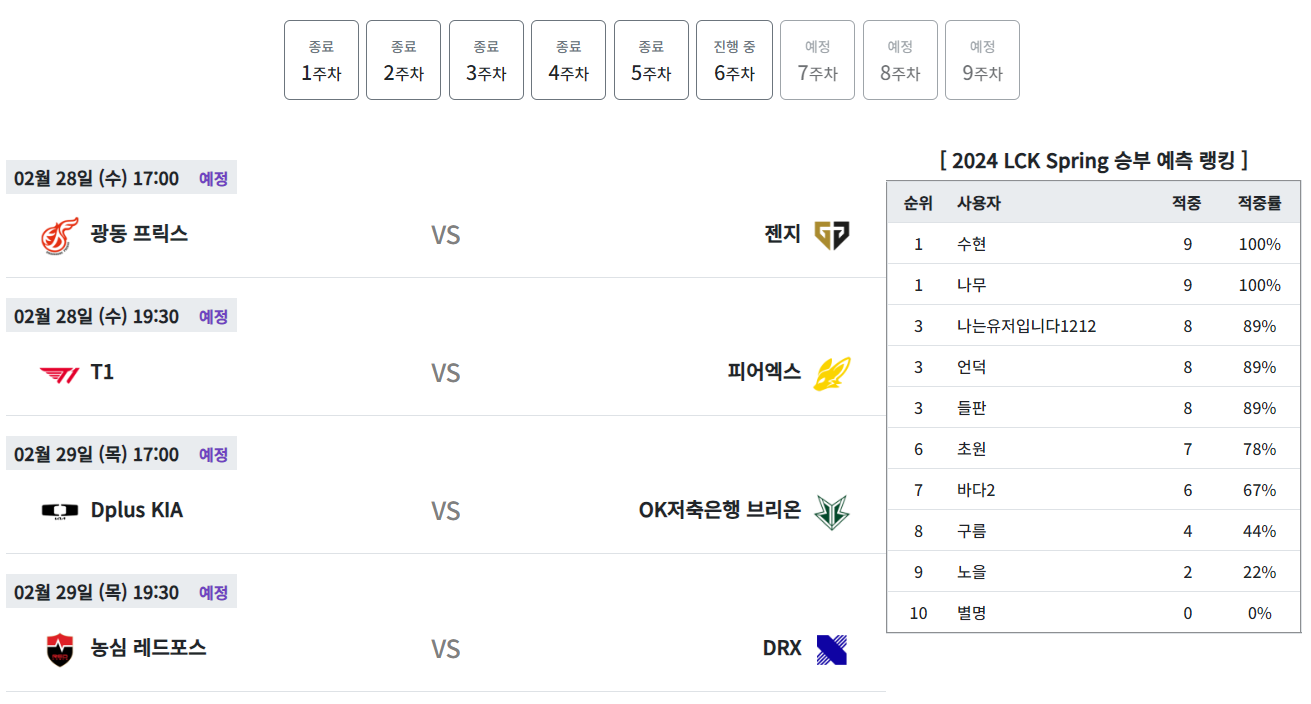 종료 종료 종료 종료 종료 진행 중 예정 예정 예정
1주차 2주차 3주차 4주차 5주차 6주차 7주차 8주차 9주차
02월 28일 (수) 17:00 예정
광동 프릭스 VS 젠지
02월 28일 (수) 19:30 예정
T1 VS 피어엑스
02월 29일 (목) 17:00 예정
Dplus KIA VS OK저축은행 브리온
02월 29일 (목) 19:30 예정
농심 레드포스 VS DRX
[ 2024 LCK Spring 승부 예측 랭킹 ]
순위 사용자 적중 적중률
1 수현 9 100%
1 나무 9 100%
3 나는유저입니다1212 8 89%
3 언덕 8 89%
3 들판 8 89%
6 초원 7 78%
7 바다2 6 67%
8 구름 4 44%
9 노을 2 22%
10 별명 0 0%